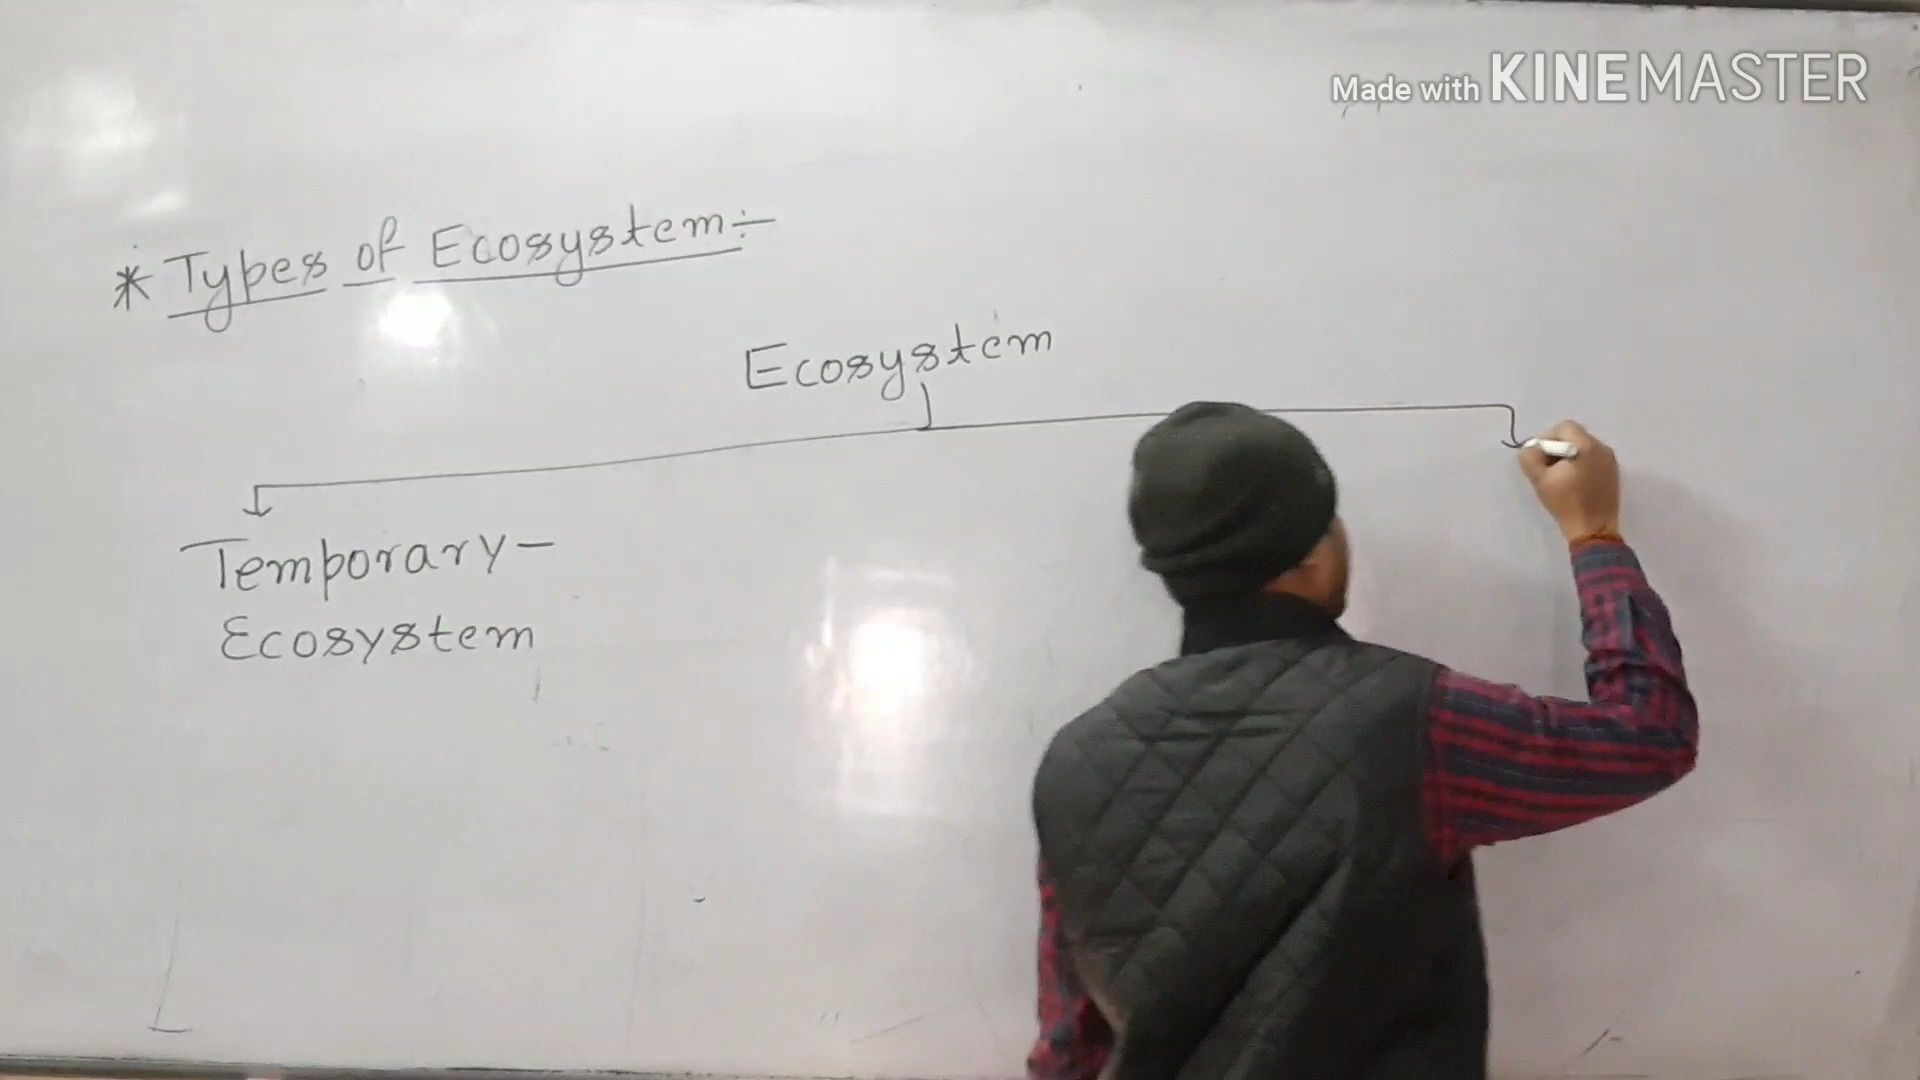 Made with KINEMASTER
* Types of Ecosystem:-
Ecosystem
Temporary-
Ecosystem